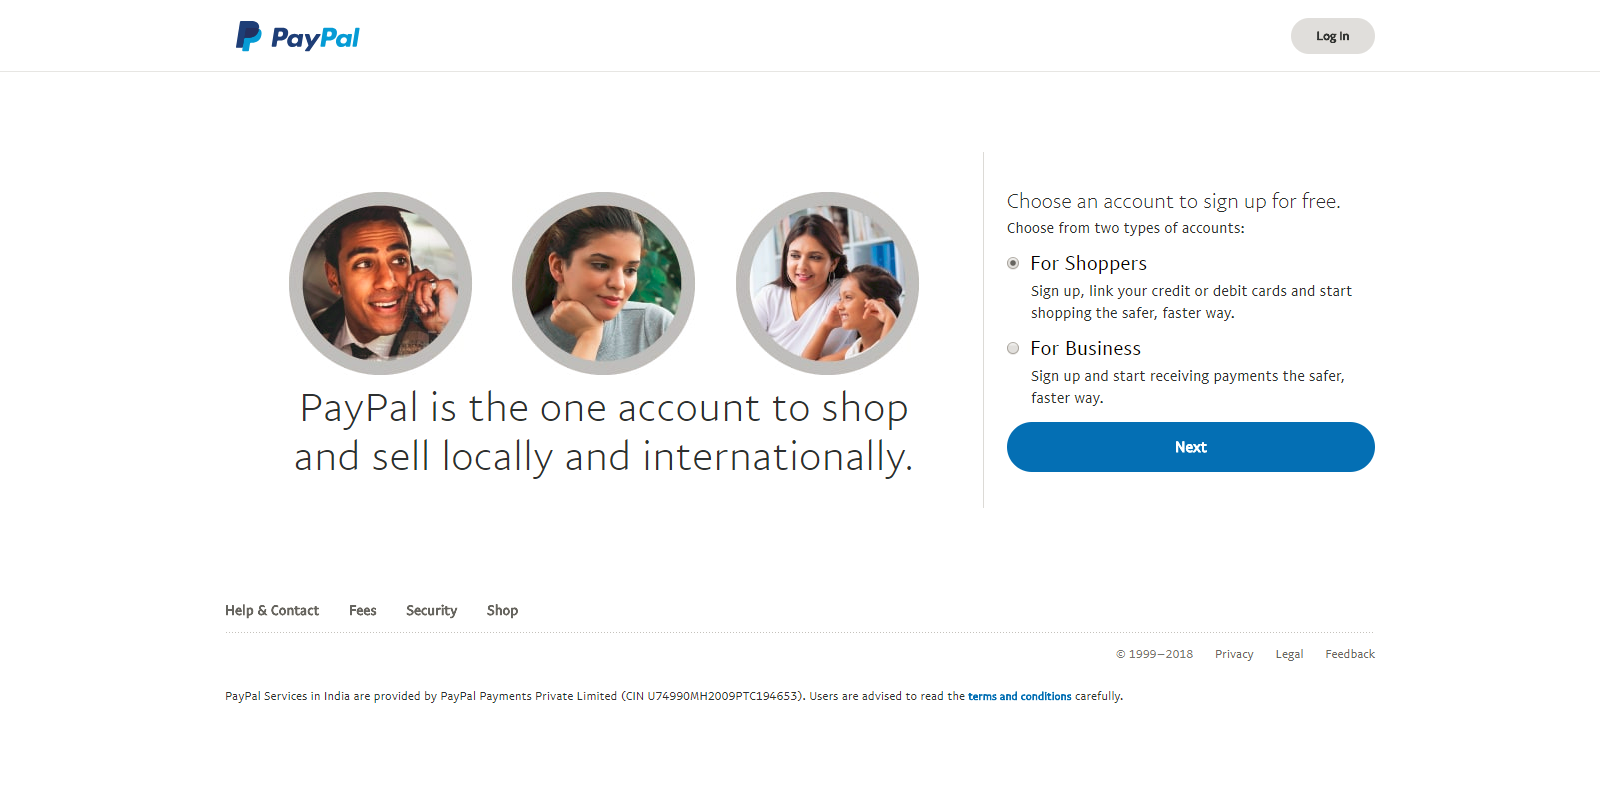 PayPal
Log In
PayPal is the one account to shop
and sell locally and internationally.
Choose an account to sign up for free.
Choose from two types of accounts:
For Shoppers
Sign up, link your credit or debit cards and start
shopping the safer, faster way.
For Business
Sign up and start receiving payments the safer,
faster way.
Next
Help & Contact Fees Security Shop
© 1999–2018 Privacy Legal Feedback
PayPal Services in India are provided by PayPal Payments Private Limited (CIN U74990MH2009PTC194653). Users are advised to read the terms and conditions carefully.